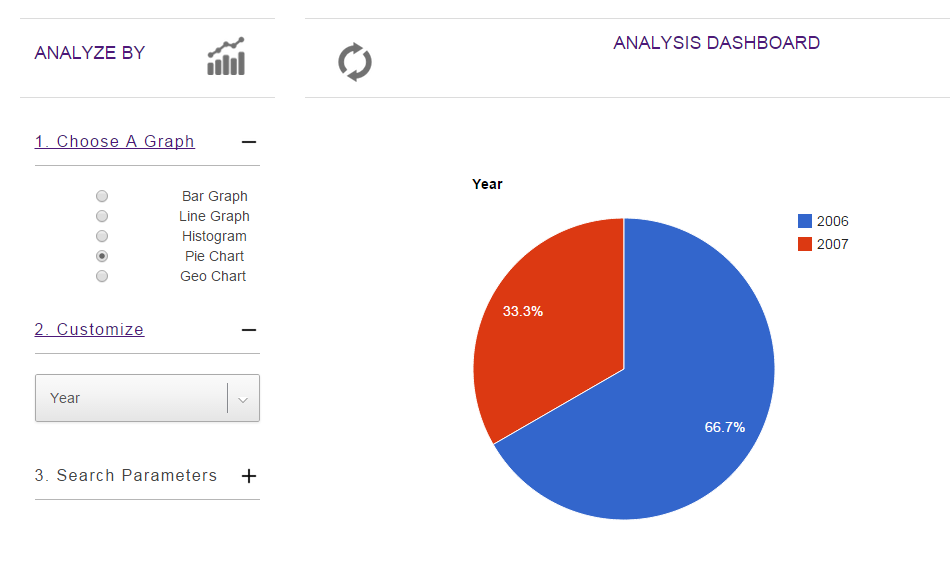 ANALYZE BY
ANALYSIS DASHBOARD
1. Choose A Graph
Bar Graph
Line Graph
Histogram
Pie Chart
Geo Chart
2. Customize
Year
3. Search Parameters
Year
2006
2007
33.3%
66.7%